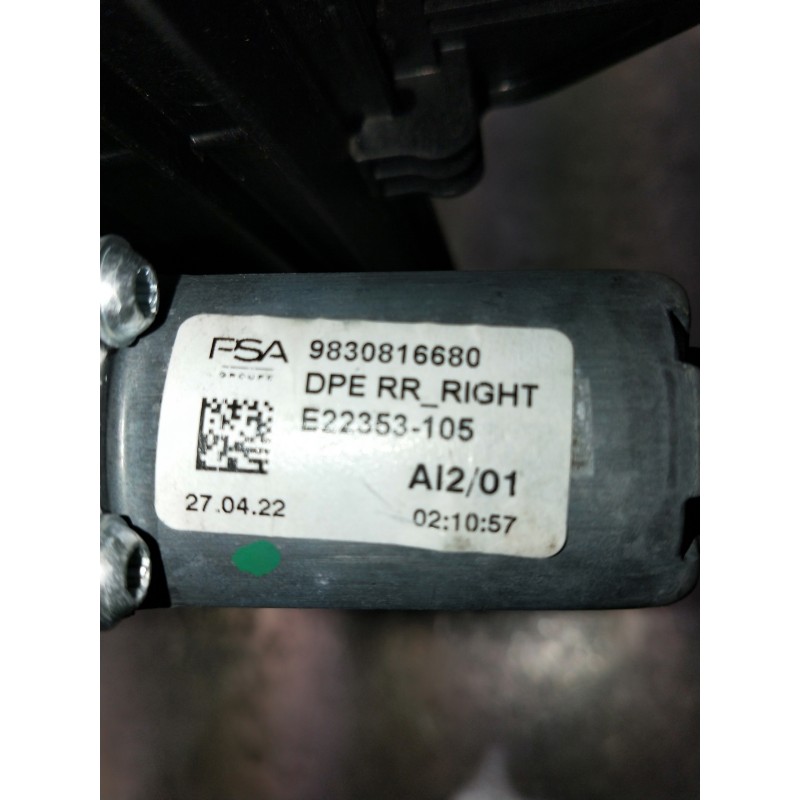 PSA 9830816680
GROUPE
DPE RR_RIGHT
E22353-105
AI2/01
27.04.22 02:10:57